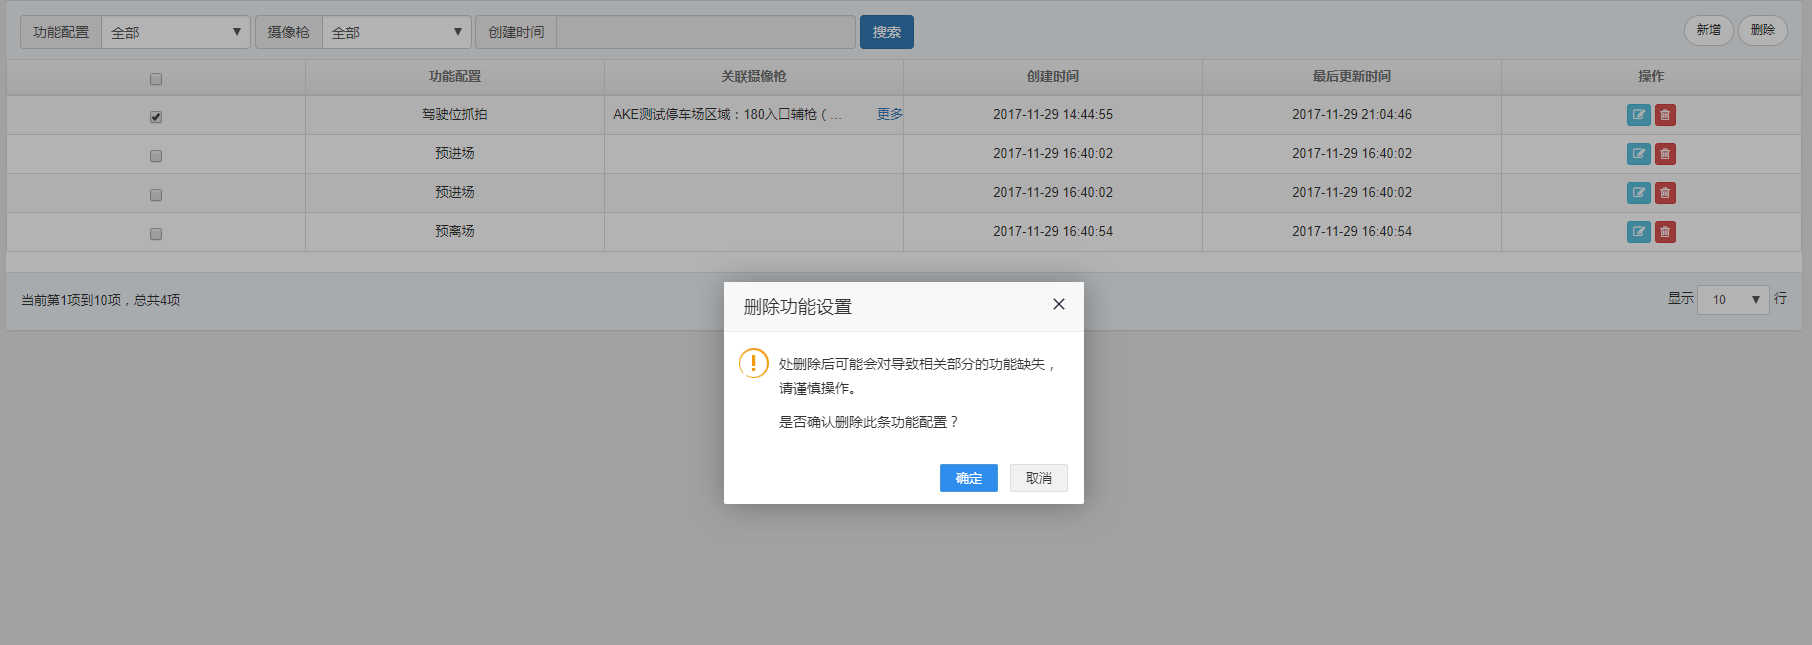 功能配置 全部 摄像枪 全部 创建时间 搜索 新增 删除
功能配置 关联摄像枪 创建时间 最后更新时间 操作
驾驶位抓拍 AKE测试停车场区域：180入口辅枪（... 更多 2017-11-29 14:44:55 2017-11-29 21:04:46
预进场 2017-11-29 16:40:02 2017-11-29 16:40:02
预进场 2017-11-29 16:40:02 2017-11-29 16:40:02
预离场 2017-11-29 16:40:54 2017-11-29 16:40:54
当前第1项到10项，总共4项 显示 10 行
删除功能设置
处删除后可能会对导致相关部分的功能缺失，
请谨慎操作。
是否确认删除此条功能配置？
确定 取消